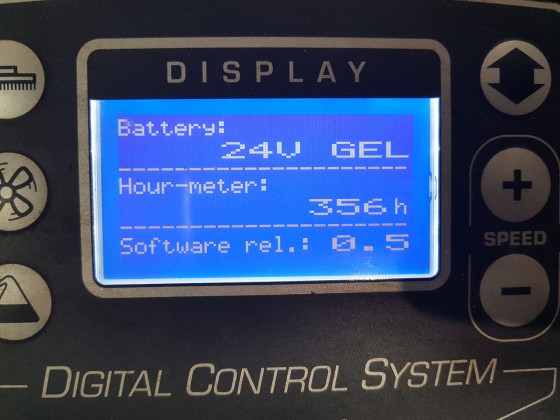 DISPLAY
Battery:
24V GEL
Hour-meter:
356h
Software rel.: 0.5
+
SPEED
-
DIGITAL CONTROL SYSTEM